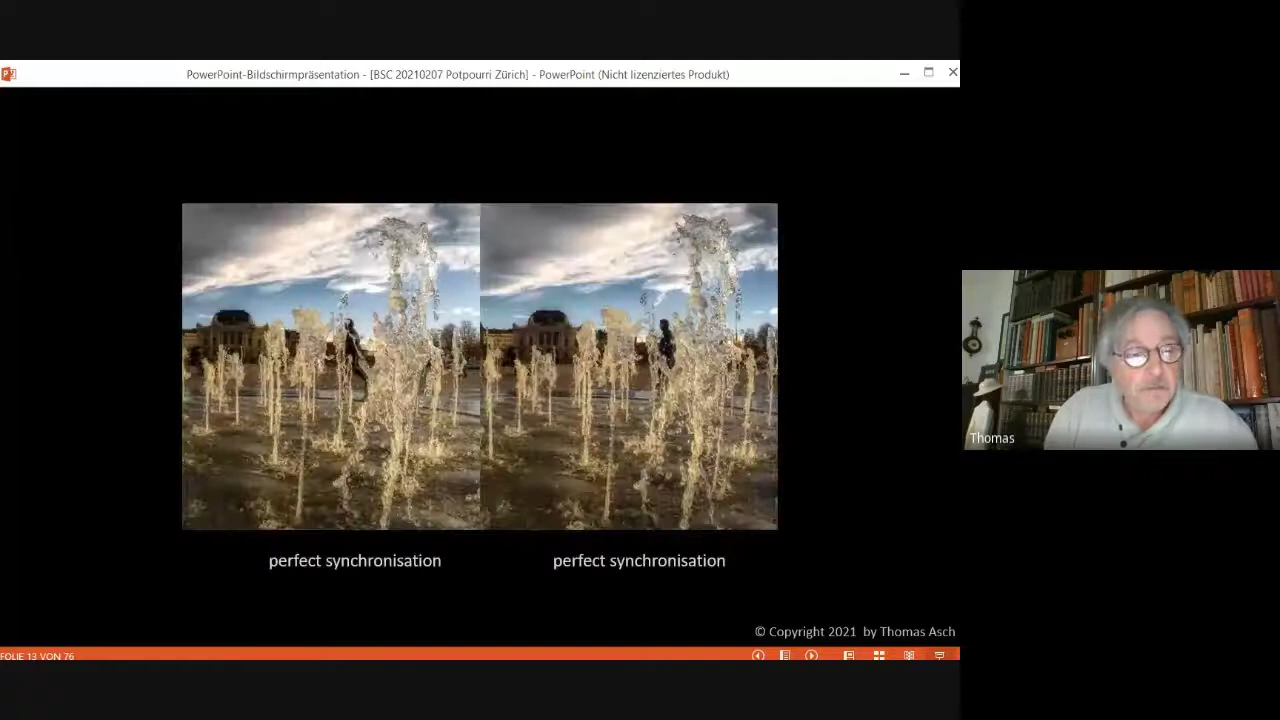 PowerPoint-Bildschirmpräsentation - [BSC 20210207 Potpourri Zürich] - PowerPoint (Nicht lizenziertes Produkt)
perfect synchronisation perfect synchronisation
Thomas
© Copyright 2021 by Thomas Asch
FOLIE 13 VON 76